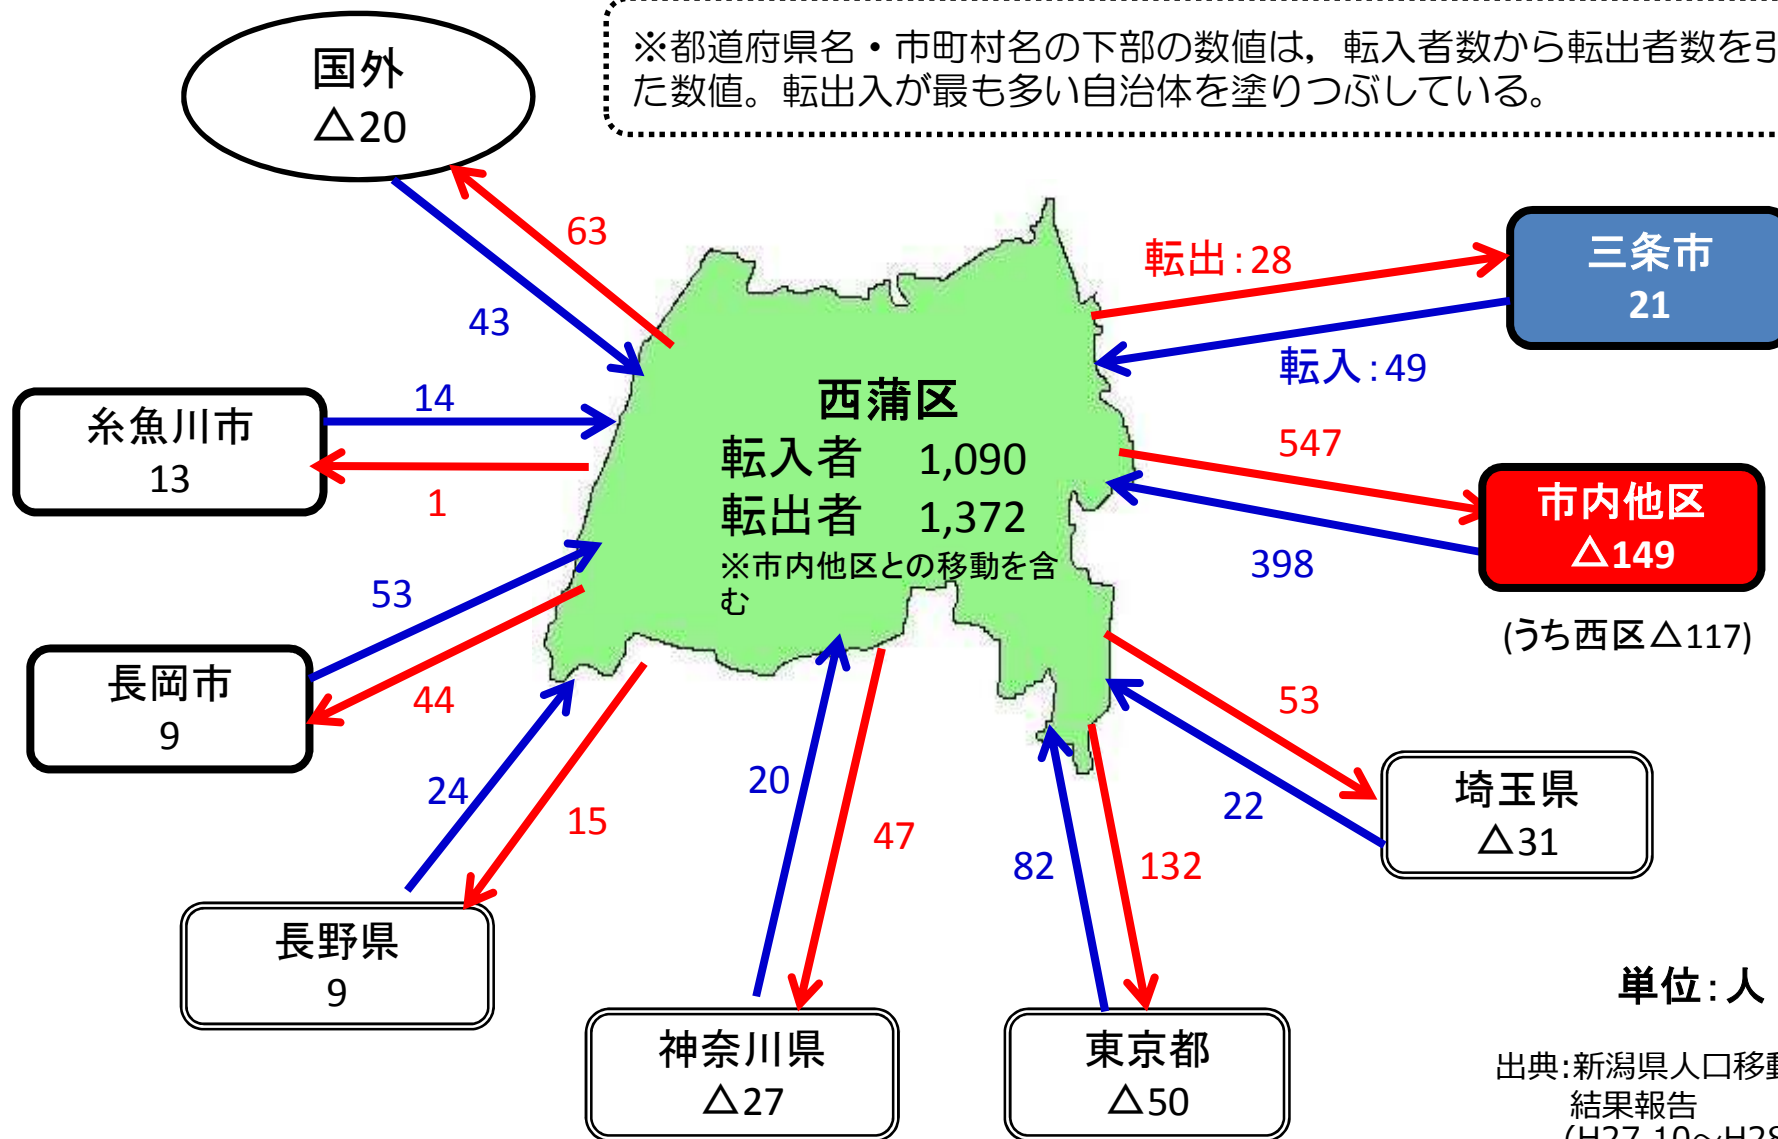 ※都道府県名・市町村名の下部の数値は，転入者数から転出者数を引
た数値。転出入が最も多い自治体を塗りつぶしている。
国外
△20
63
43
転出：28
転入：49
三条市
21
糸魚川市
13
14
1
西蒲区
転入者 1,090
転出者 1,372
※市内他区との移動を含
む
547
398
市内他区
△149
(うち西区△117)
53
44
長岡市
9
24
15
長野県
9
20
47
神奈川県
△27
82
132
東京都
△50
53
22
埼玉県
△31
単位：人
出典：新潟県人口移動
結果報告
(H27.10～H28